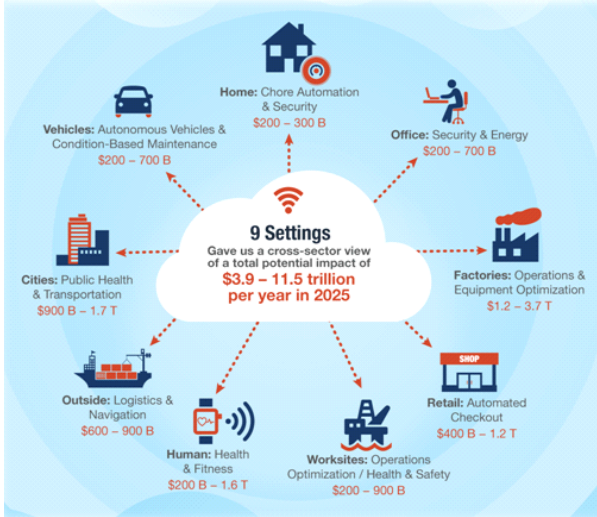 Home: Chore Automation
& Security
$200 – 300 B
Vehicles: Autonomous Vehicles &
Condition-Based Maintenance
$200 – 700 B
Office: Security & Energy
$200 – 700 B
9 Settings
Gave us a cross-sector view
of a total potential impact of
$3.9 – 11.5 trillion
per year in 2025
Cities: Public Health
& Transportation
$900 B – 1.7 T
Factories: Operations &
Equipment Optimization
$1.2 – 3.7 T
Outside: Logistics &
Navigation
$600 – 900 B
SHOP
Retail: Automated
Checkout
$400 B – 1.2 T
Human: Health
& Fitness
$200 B – 1.6 T
Worksites: Operations
Optimization / Health & Safety
$200 – 900 B